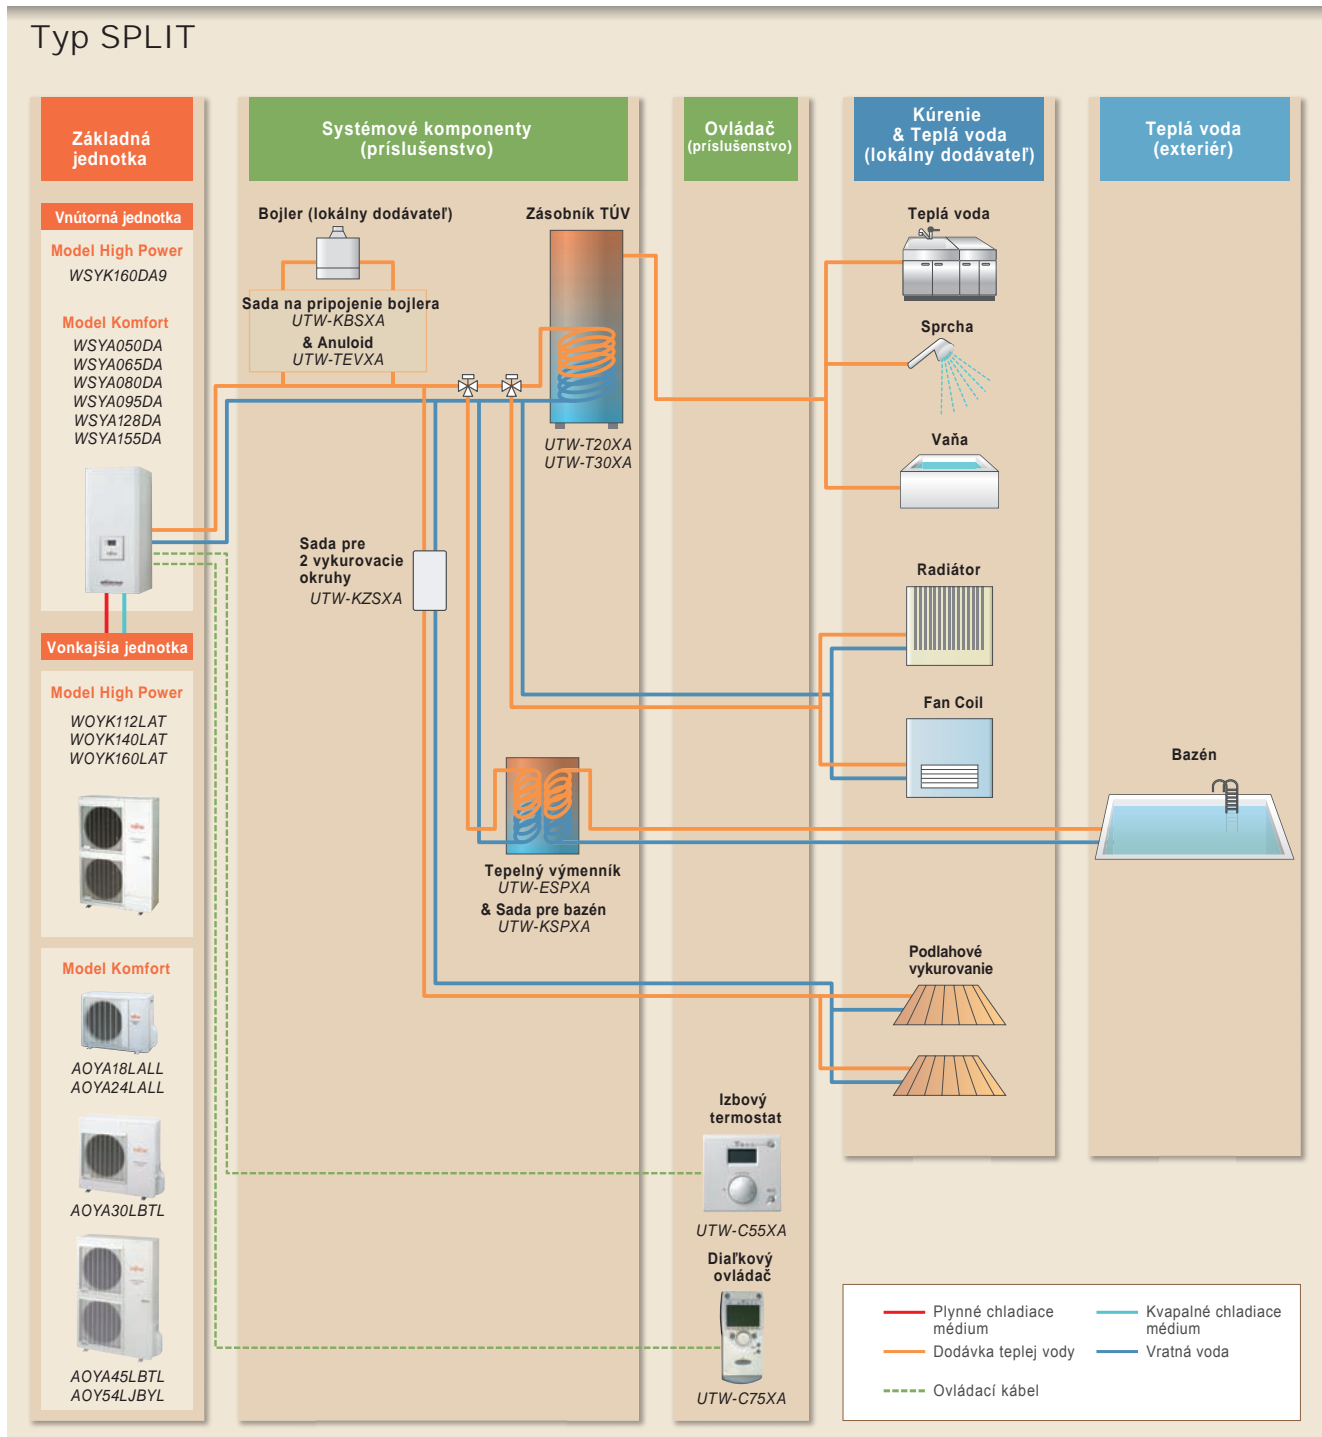 Typ SPLIT
Základná
jednotka
Vnútorná jednotka
Model High Power
WSYK160DA9
Model Komfort
WSYA050DA
WSYA065DA
WSYA080DA
WSYA095DA
WSYA128DA
WSYA155DA
Vonkajšia jednotka
Model High Power
WOYK112LAT
WOYK140LAT
WOYK160LAT
Model Komfort
AOYA18LALL
AOYA24LALL
AOYA30LBTL
AOYA45LBTL
AOY54LJBYL
Systémové komponenty
(príslušenstvo)
Bojler (lokálny dodávateľ)
Sada na pripojenie bojlera
UTW-KBSXA
& Anuloid
UTW-TEVXA
Zásobník TÚV
UTW-T20XA
UTW-T30XA
Sada pre
2 vykurovacie
okruhy
UTW-KZSXA
Tepelný výmenník
UTW-ESPXA
& Sada pre bazén
UTW-KSPXA
Ovládač
(príslušenstvo)
Izbový
termostat
UTW-C55XA
Diaľkový
ovládač
UTW-C75XA
Kúrenie
& Teplá voda
(lokálny dodávateľ)
Teplá voda
Sprcha
Vaňa
Radiátor
Fan Coil
Podlahové
vykurovanie
Teplá voda
(exteriér)
Bazén
Plynné chladiace
médium
Kvapalné chladiace
médium
Dodávka teplej vody
Vratná voda
Ovládací kábel